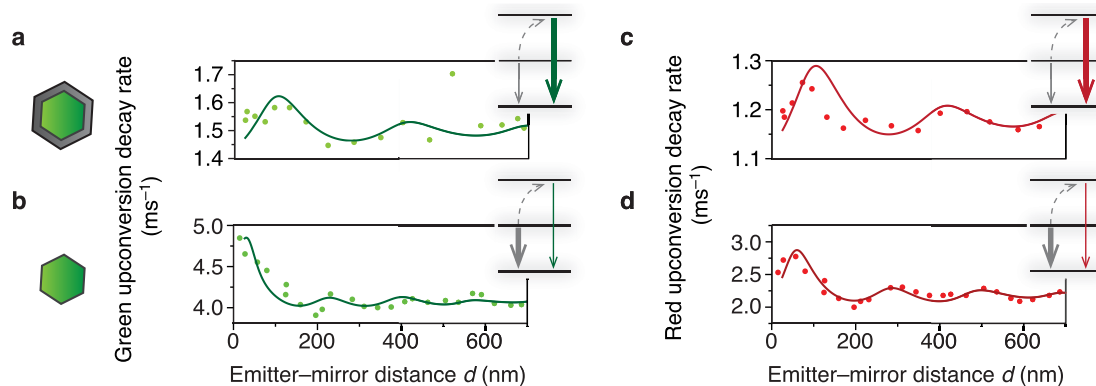 a
c
Green upconversion decay rate
(ms⁻¹)
1.7
1.6
1.5
1.4
Red upconversion decay rate
(ms⁻¹)
1.3
1.2
1.1
b
d
5.0
4.5
4.0
3.0
2.5
2.0
0 200 400 600
0 200 400 600
Emitter–mirror distance d (nm)
Emitter–mirror distance d (nm)